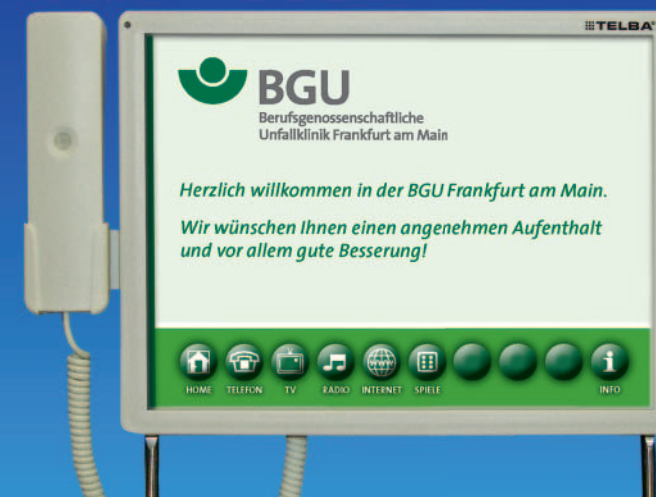 TELBA
BGU
Berufsgenossenschaftliche
Unfallklinik Frankfurt am Main
Herzlich willkommen in der BGU Frankfurt am Main.
Wir wünschen Ihnen einen angenehmen Aufenthalt
und vor allem gute Besserung!
www
HOME TELEFON TV RADIO INTERNET SPIELE INFO